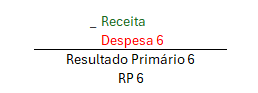 _ Receita
Despesa 6
Resultado Primário 6
RP 6